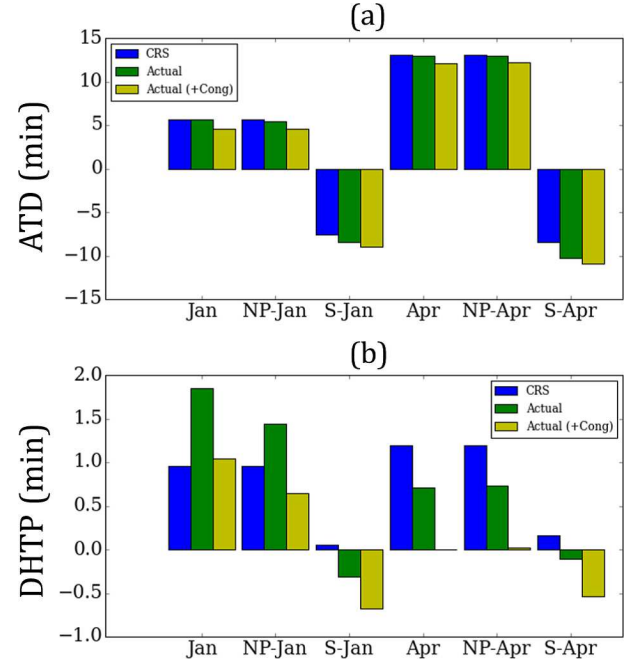 (a)
ATD (min)
15
10
5
0
−5
−10
−15
CRS
Actual
Actual (+Cong)
Jan NP-Jan S-Jan Apr NP-Apr S-Apr
(b)
DHTP (min)
2.0
1.5
1.0
0.5
0.0
−0.5
−1.0
CRS
Actual
Actual (+Cong)
Jan NP-Jan S-Jan Apr NP-Apr S-Apr